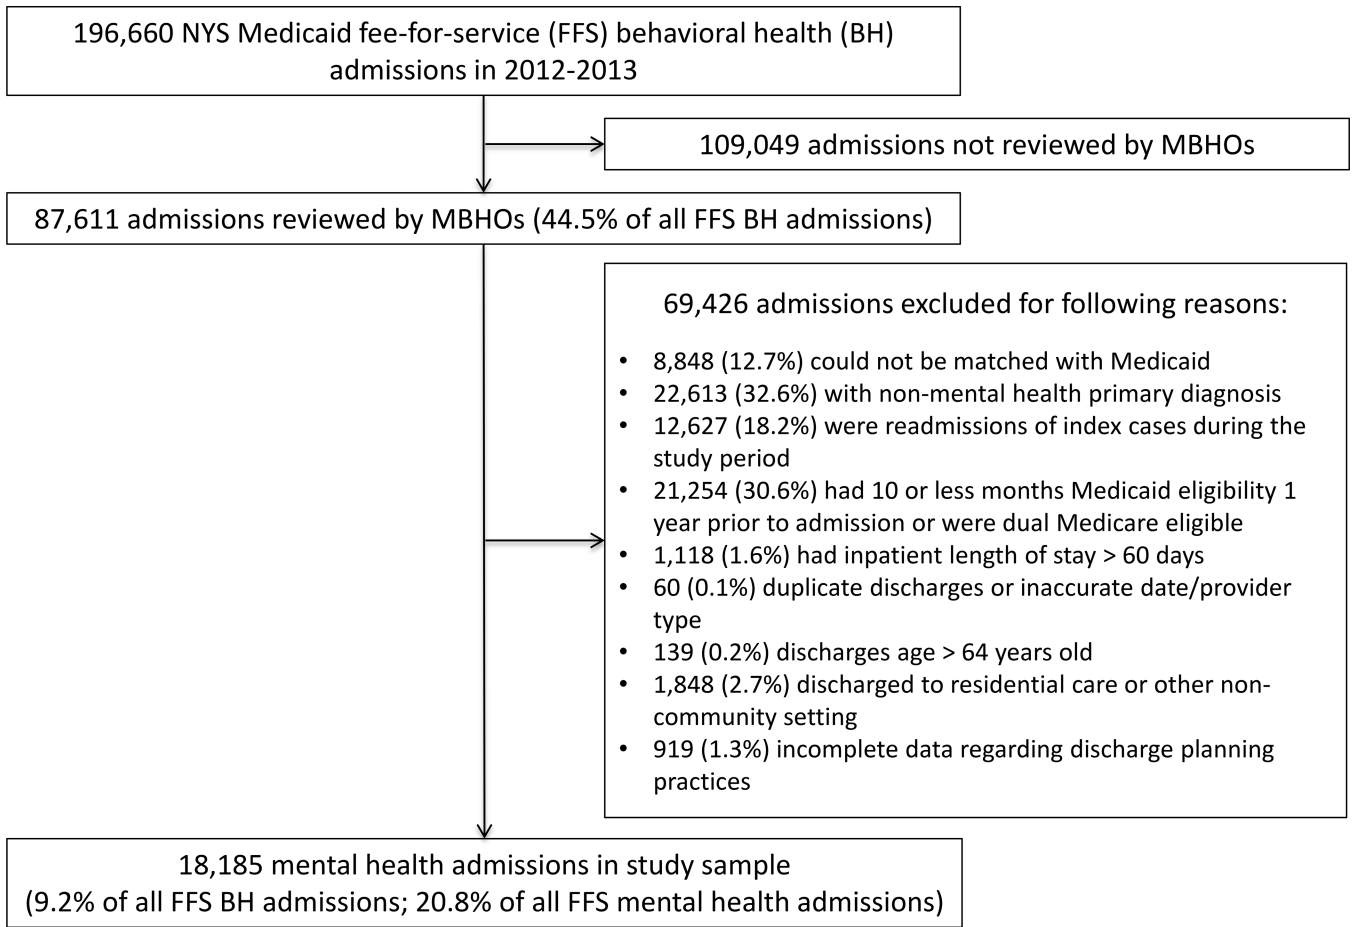 196,660 NYS Medicaid fee-for-service (FFS) behavioral health (BH)
admissions in 2012-2013
109,049 admissions not reviewed by MBHOs
87,611 admissions reviewed by MBHOs (44.5% of all FFS BH admissions)
69,426 admissions excluded for following reasons:
• 8,848 (12.7%) could not be matched with Medicaid
• 22,613 (32.6%) with non-mental health primary diagnosis
• 12,627 (18.2%) were readmissions of index cases during the
study period
• 21,254 (30.6%) had 10 or less months Medicaid eligibility 1
year prior to admission or were dual Medicare eligible
• 1,118 (1.6%) had inpatient length of stay > 60 days
• 60 (0.1%) duplicate discharges or inaccurate date/provider
type
• 139 (0.2%) discharges age > 64 years old
• 1,848 (2.7%) discharged to residential care or other non-
community setting
• 919 (1.3%) incomplete data regarding discharge planning
practices
18,185 mental health admissions in study sample
(9.2% of all FFS BH admissions; 20.8% of all FFS mental health admissions)